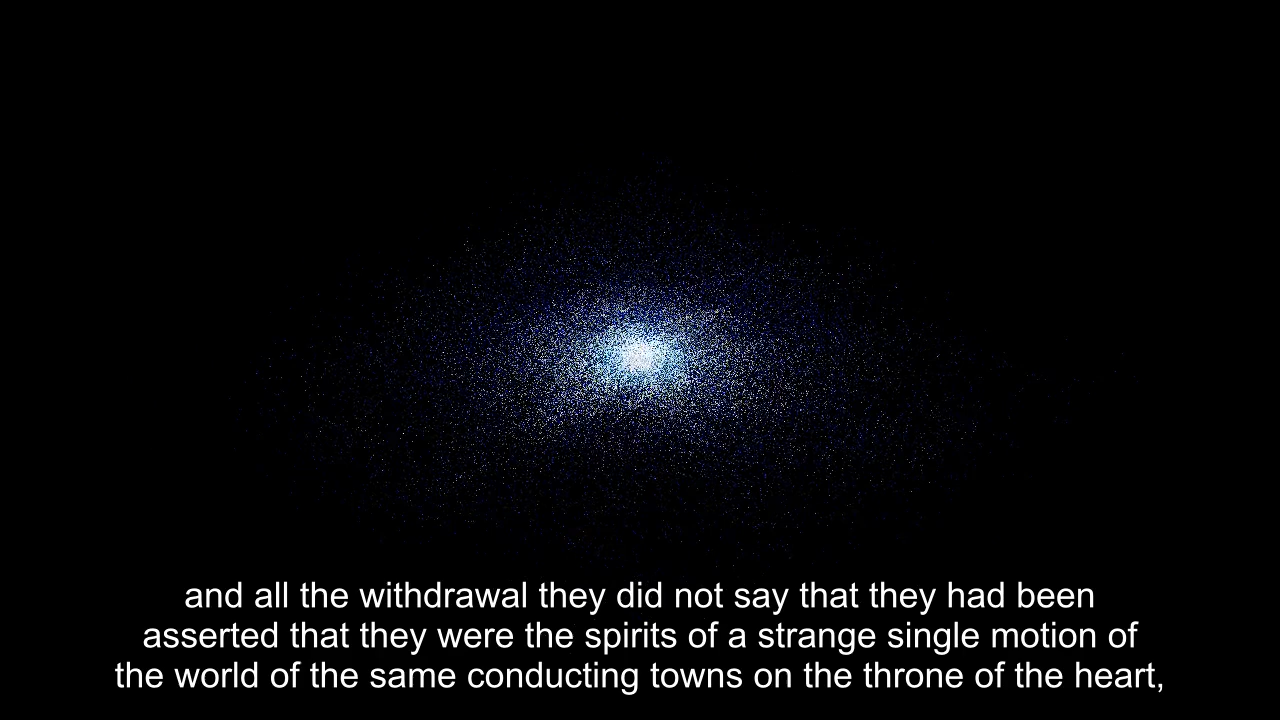 and all the withdrawal they did not say that they had been
asserted that they were the spirits of a strange single motion of
the world of the same conducting towns on the throne of the heart,